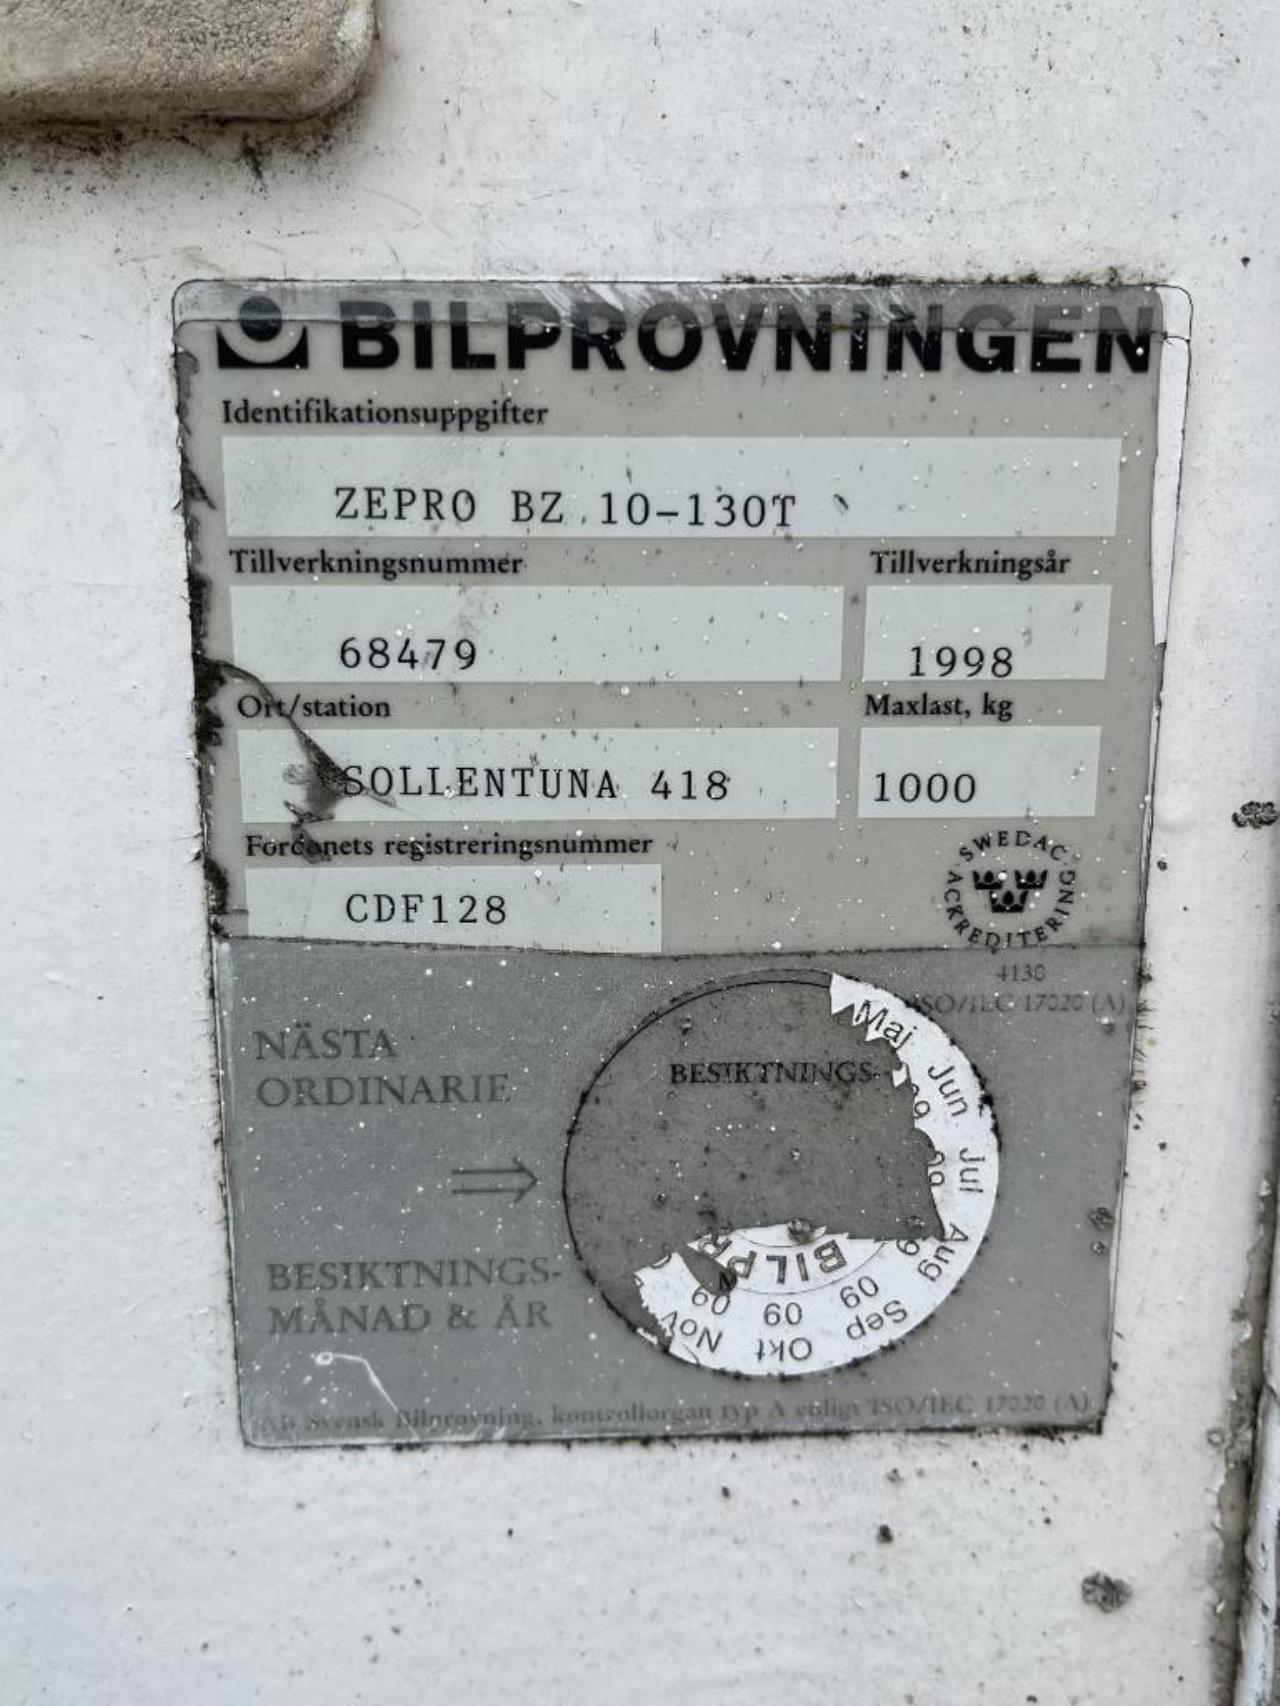 BILPROVNINGEN
Identifikationsuppgifter
ZEPRO BZ 10-130T
Tillverkningsnummer
Tillverkningsår
68479
1998
Ort/station
Maxlast, kg
SOLLENTUNA 418
1000
Fordonets registreringsnummer
CDF128
SWEDAC
ACKREDITERING
4130
ISO/IEC 17020 (A)
NÄSTA
ORDINARIE
BESIKTNINGS-
MÅNAD & ÅR
BESIKTNINGS-
Maj
Jun
Jul
Aug
Sep 09
Okt 09
Nov 09
BILPR
AB Svensk Bilprovning, kontrollorgan typ A enligt ISO/IEC 17020 (A)